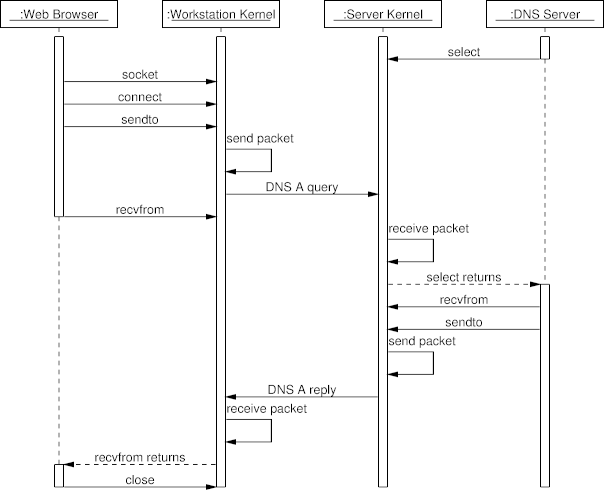 :Web Browser
:Workstation Kernel
:Server Kernel
:DNS Server
select
socket
connect
sendto
send packet
DNS A query
recvfrom
receive packet
select returns
recvfrom
sendto
send packet
DNS A reply
receive packet
recvfrom returns
close